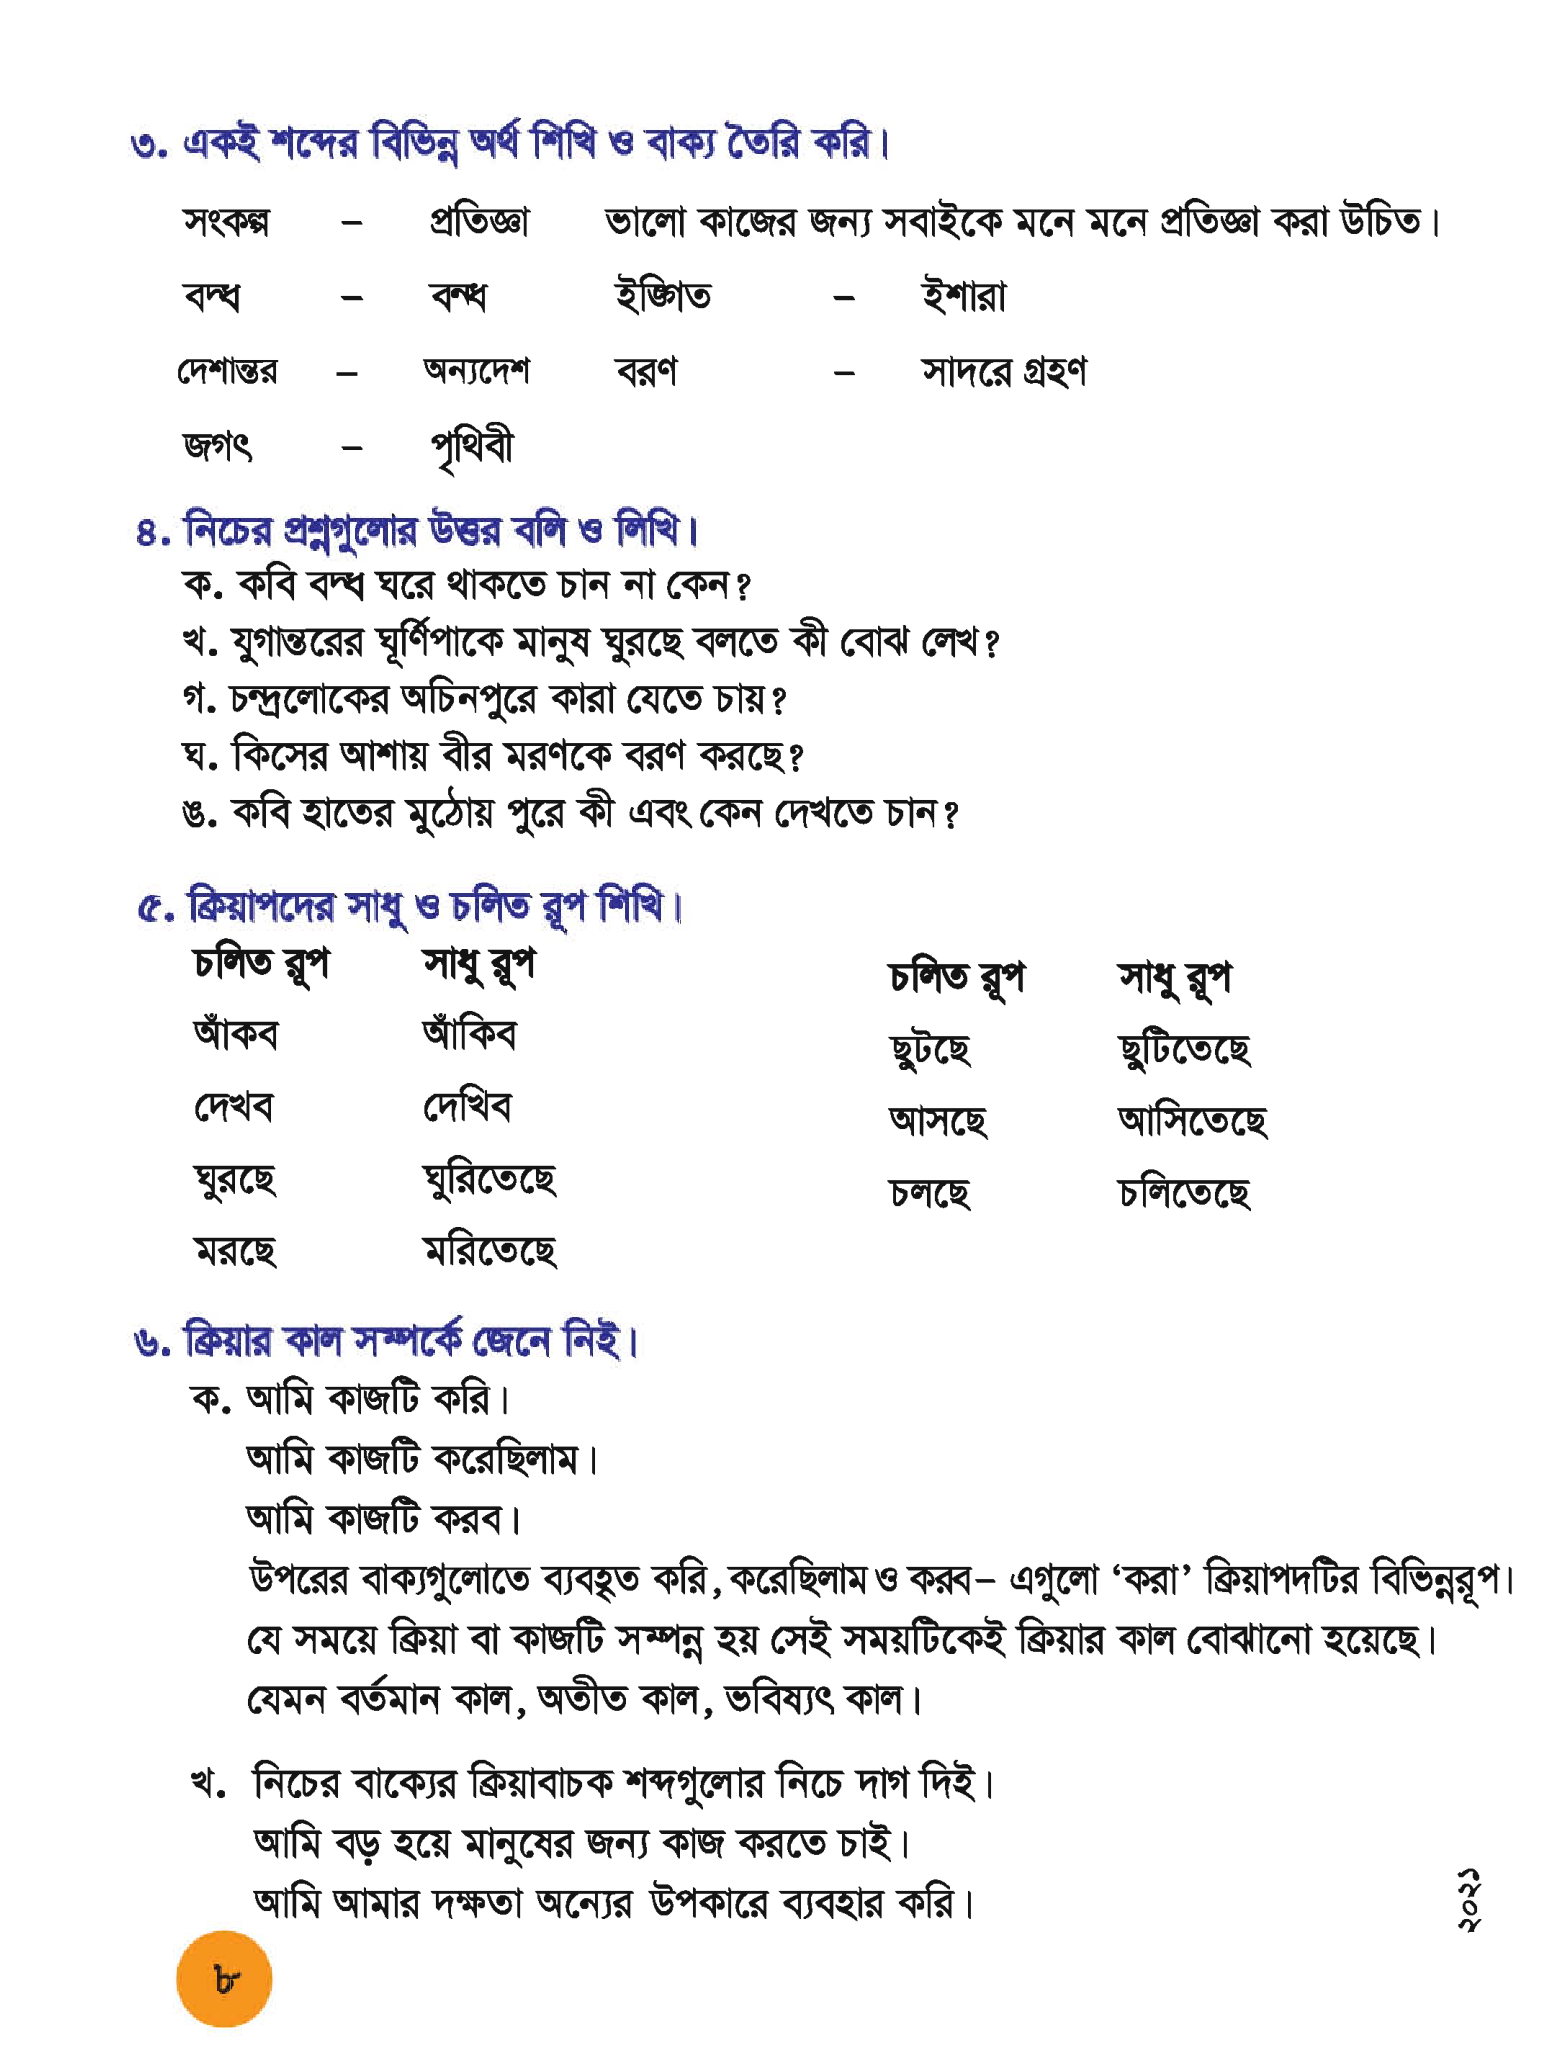 ৩. একই শব্দের বিভিন্ন অর্থ শিখি ও বাক্য তৈরি করি।
সংকল্প – প্রতিজ্ঞা ভালো কাজের জন্য সবাইকে মনে মনে প্রতিজ্ঞা করা উচিত।
বদ্ধ – বন্ধ ইঙ্গিত – ইশারা
দেশান্তর – অন্যদেশ বরণ – সাদরে গ্রহণ
জগৎ – পৃথিবী
৪. নিচের প্রশ্নগুলোর উত্তর বলি ও লিখি।
ক. কবি বদ্ধ ঘরে থাকতে চান না কেন?
খ. যুগান্তরের ঘূর্ণিপাকে মানুষ ঘুরছে বলতে কী বোঝ লেখ?
গ. চন্দ্রলোকের অচিনপুরে কারা যেতে চায়?
ঘ. কিসের আশায় বীর মরণকে বরণ করছে?
ঙ. কবি হাতের মুঠোয় পুরে কী এবং কেন দেখতে চান?
৫. ক্রিয়াপদের সাধু ও চলিত রূপ শিখি।
চলিত রূপ সাধু রূপ
আঁকব আঁকিব
দেখব দেখিব
ঘুরছে ঘুরিতেছে
মরছে মরিতেছে
চলিত রূপ সাধু রূপ
ছুটছে ছুটিতেছে
আসছে আসিতেছে
চলছে চলিতেছে
৬. ক্রিয়ার কাল সম্পর্কে জেনে নিই।
ক. আমি কাজটি করি।
আমি কাজটি করেছিলাম।
আমি কাজটি করব।
উপরের বাক্যগুলোতে ব্যবহৃত করি, করেছিলাম ও করব– এগুলো ‘করা’ ক্রিয়াপদটির বিভিন্নরূপ।
যে সময়ে ক্রিয়া বা কাজটি সম্পন্ন হয় সেই সময়টিকেই ক্রিয়ার কাল বোঝানো হয়েছে।
যেমন বর্তমান কাল, অতীত কাল, ভবিষ্যৎ কাল।
খ. নিচের বাক্যের ক্রিয়াবাচক শব্দগুলোর নিচে দাগ দিই।
আমি বড় হয়ে মানুষের জন্য কাজ করতে চাই।
আমি আমার দক্ষতা অন্যের উপকারে ব্যবহার করি।
২০২১
৮